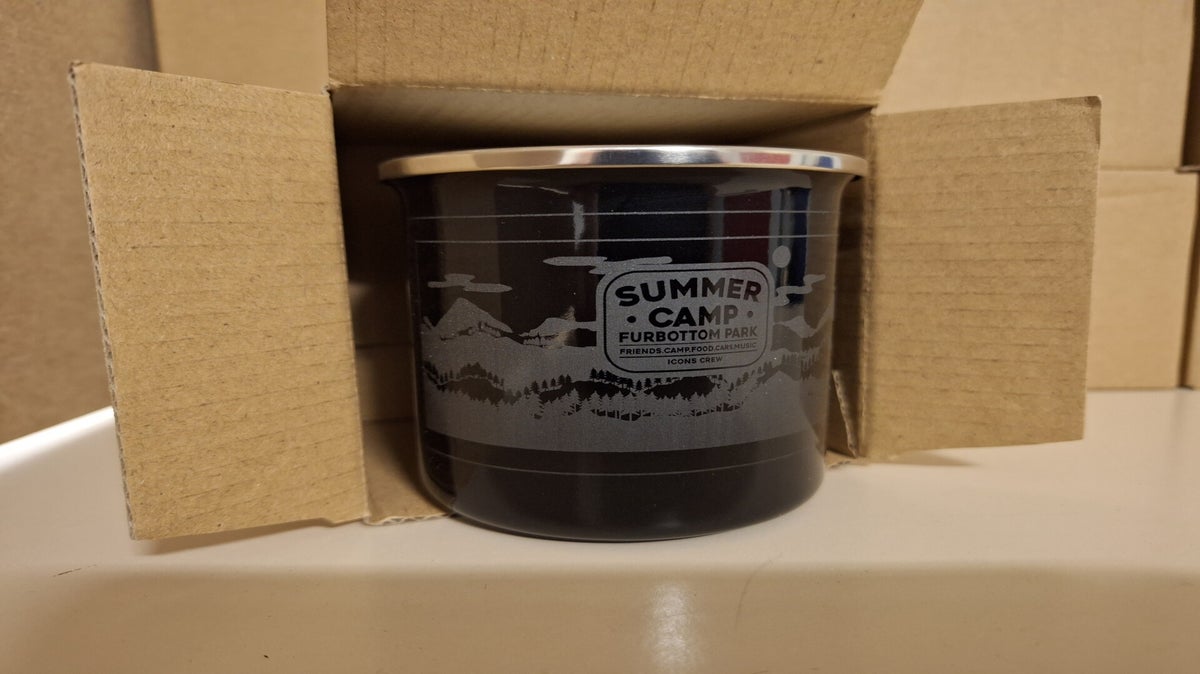 SUMMER
• CAMP •
FURBOTTOM PARK
FRIENDS.CAMP.FOOD.CARS.MUSIC
ICONS CREW